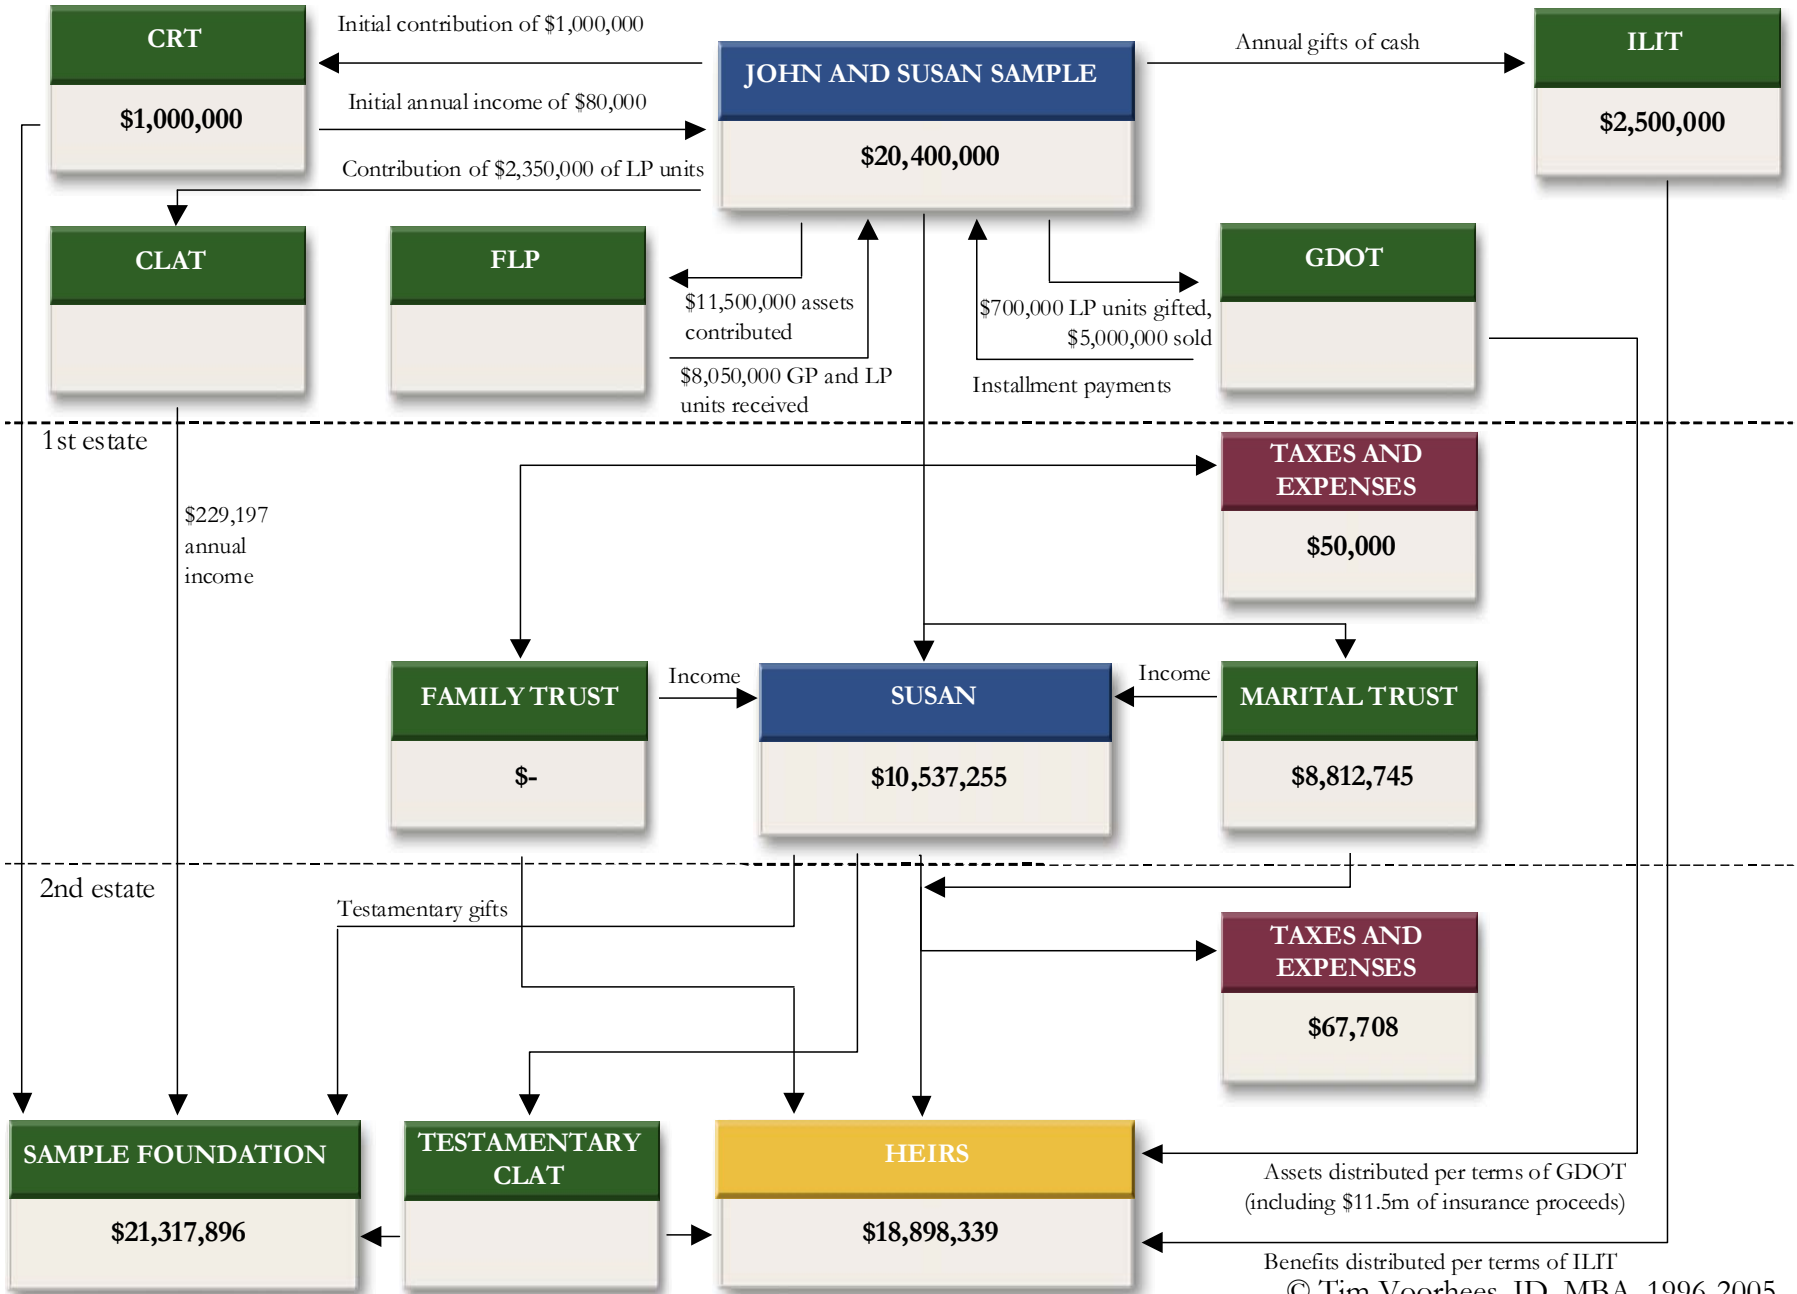 CRT
$1,000,000
Initial contribution of $1,000,000
Initial annual income of $80,000
Contribution of $2,350,000 of LP units
JOHN AND SUSAN SAMPLE
$20,400,000
Annual gifts of cash
ILIT
$2,500,000
CLAT
FLP
$11,500,000 assets
contributed
$8,050,000 GP and LP
units received
$700,000 LP units gifted,
$5,000,000 sold
Installment payments
GDOT
1st estate
$229,197
annual
income
TAXES AND
EXPENSES
$50,000
FAMILY TRUST
$-
Income
SUSAN
$10,537,255
Income
MARITAL TRUST
$8,812,745
2nd estate
Testamentary gifts
TAXES AND
EXPENSES
$67,708
SAMPLE FOUNDATION
$21,317,896
TESTAMENTARY
CLAT
HEIRS
$18,898,339
Assets distributed per terms of GDOT
(including $11.5m of insurance proceeds)
Benefits distributed per terms of ILIT
© Tim Voorhees, JD, MBA, 1996-2005